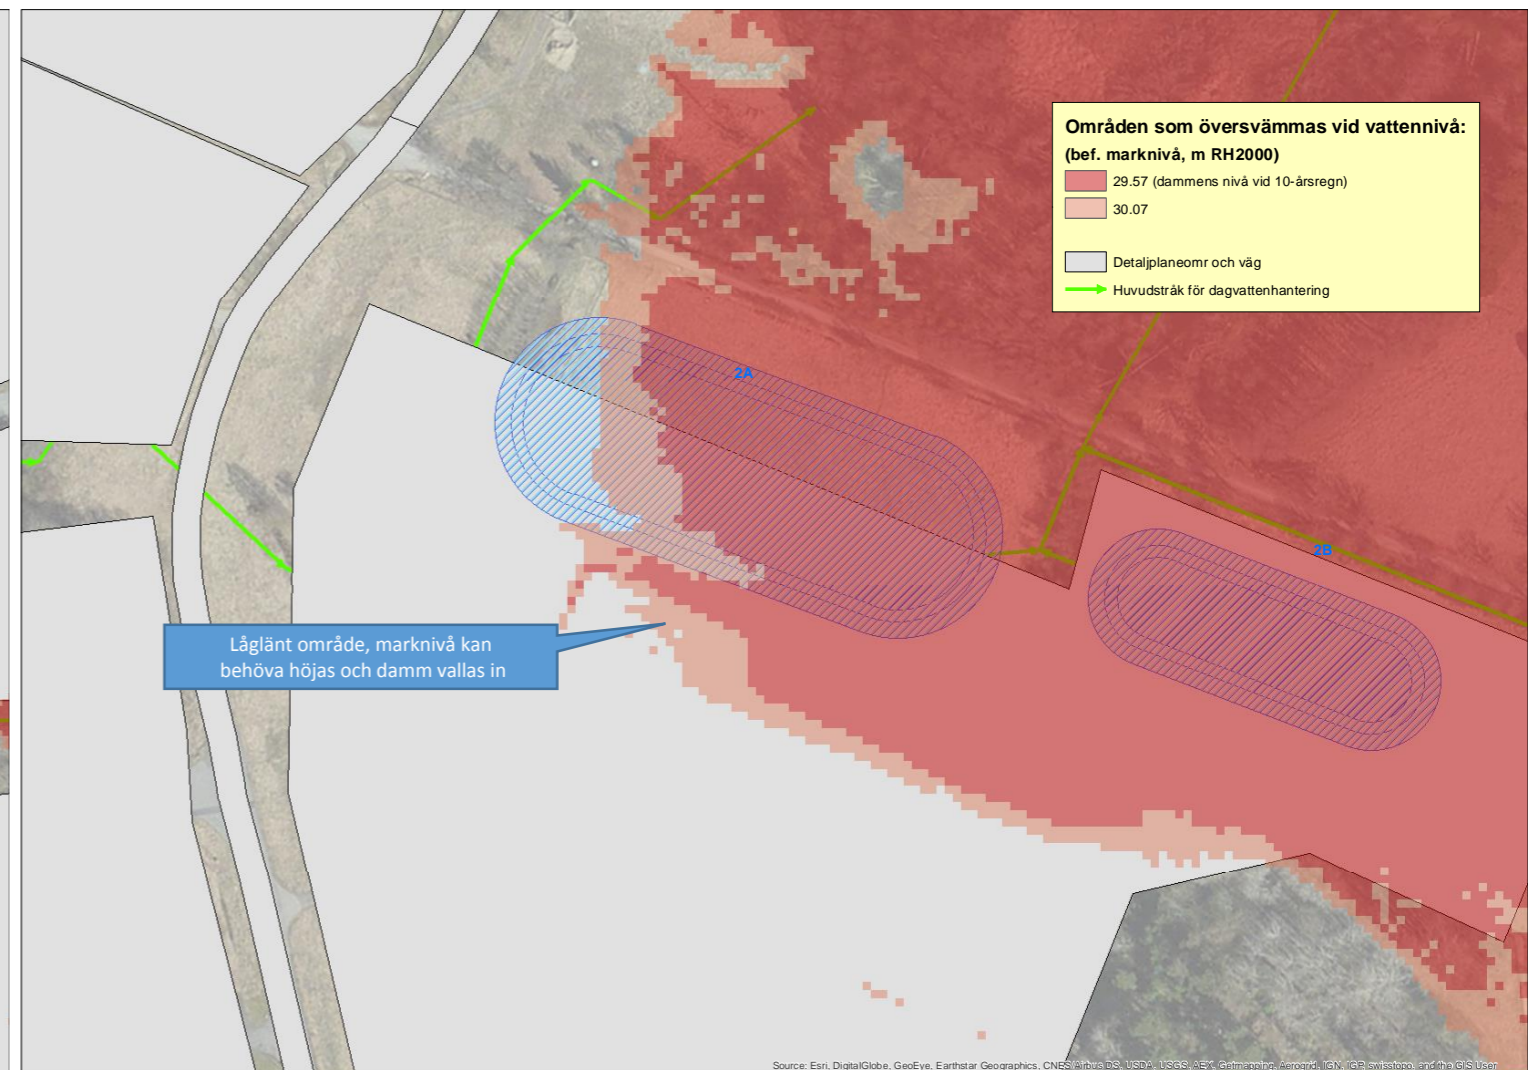 Områden som översvämmas vid vattennivå:
(bef. marknivå, m RH2000)
29.57 (dammens nivå vid 10-årsregn)
30.07
Detaljplaneomr och väg
Huvudstråk för dagvattenhantering
2A
2B
Låglänt område, marknivå kan
behöva höjas och damm vallas in
Source: Esri, DigitalGlobe, GeoEye, Earthstar Geographics, CNES/Airbus DS, USDA, USGS, AEX, Getmapping, Aerogrid, IGN, IGP, swisstopo, and the GIS User